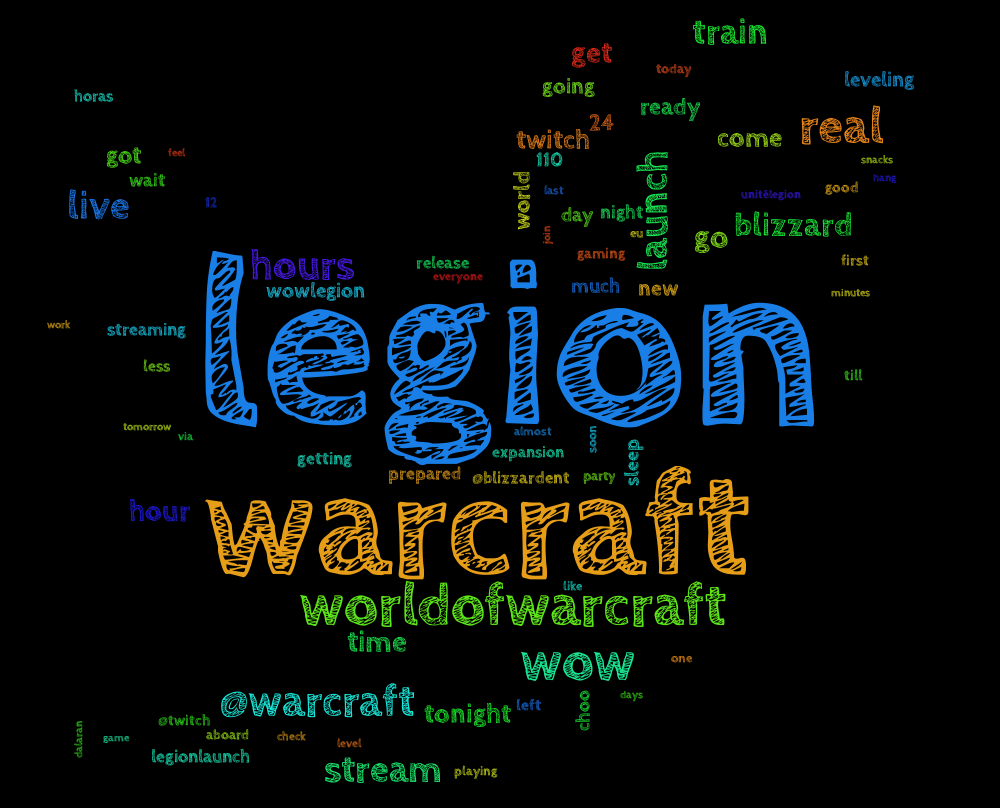 train
get
today
going
leveling
horas
ready
24
real
twitch
come
110
got
feel
snacks
wait
world
last
launch
hang
unitélegion
good
live
12
day
night
blizzard
join
eu
go
gaming
hours
release
first
everyone
wowlegion
much
new
minutes
legion
work
streaming
less
till
tomorrow
via
almost
soon
getting
expansion
sleep
prepared
@blizzardent
party
hour
warcraft
like
worldofwarcraft
time
wow
one
@warcraft
tonight
left
choo
days
@twitch
dalaran
game
aboard
check
level
legionlaunch
stream
playing